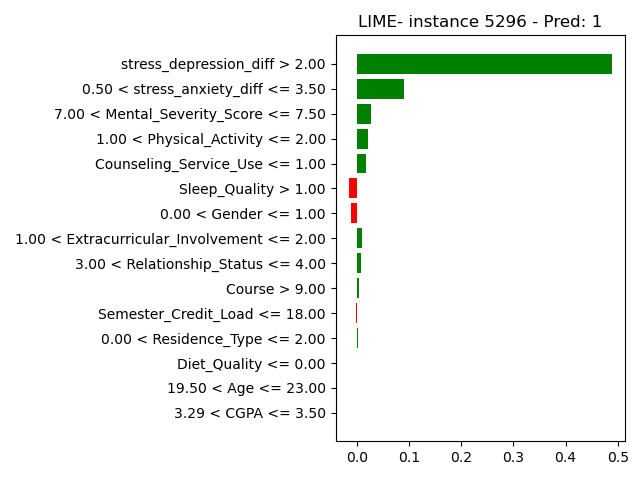 LIME- instance 5296 - Pred: 1
stress_depression_diff > 2.00
0.50 < stress_anxiety_diff <= 3.50
7.00 < Mental_Severity_Score <= 7.50
1.00 < Physical_Activity <= 2.00
Counseling_Service_Use <= 1.00
Sleep_Quality > 1.00
0.00 < Gender <= 1.00
1.00 < Extracurricular_Involvement <= 2.00
3.00 < Relationship_Status <= 4.00
Course > 9.00
Semester_Credit_Load <= 18.00
0.00 < Residence_Type <= 2.00
Diet_Quality <= 0.00
19.50 < Age <= 23.00
3.29 < CGPA <= 3.50
0.0 0.1 0.2 0.3 0.4 0.5